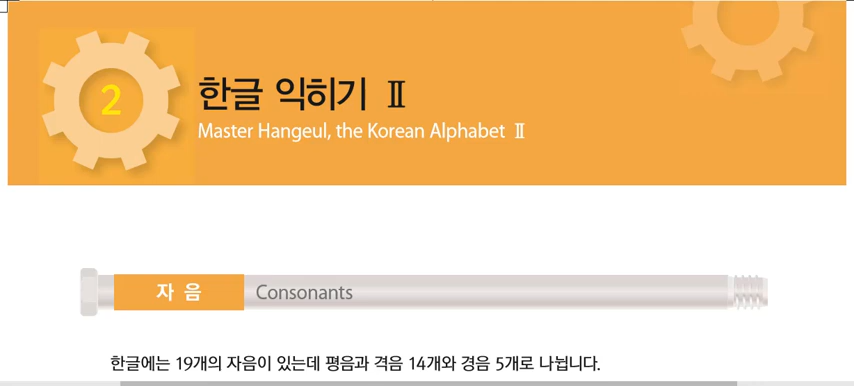 2
한글 익히기 Ⅱ
Master Hangeul, the Korean Alphabet Ⅱ
자 음 Consonants
한글에는 19개의 자음이 있는데 평음과 격음 14개와 경음 5개로 나뉩니다.